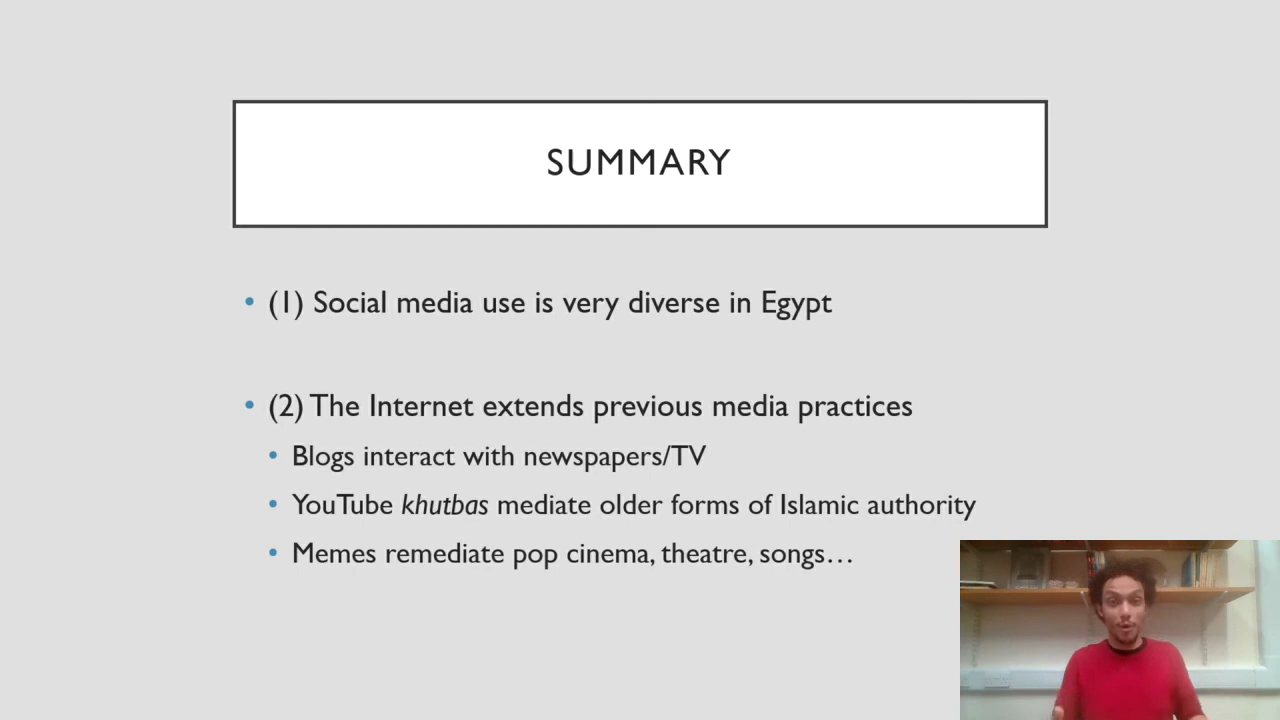 SUMMARY
• (1) Social media use is very diverse in Egypt
• (2) The Internet extends previous media practices
• Blogs interact with newspapers/TV
• YouTube khutbas mediate older forms of Islamic authority
• Memes remediate pop cinema, theatre, songs…